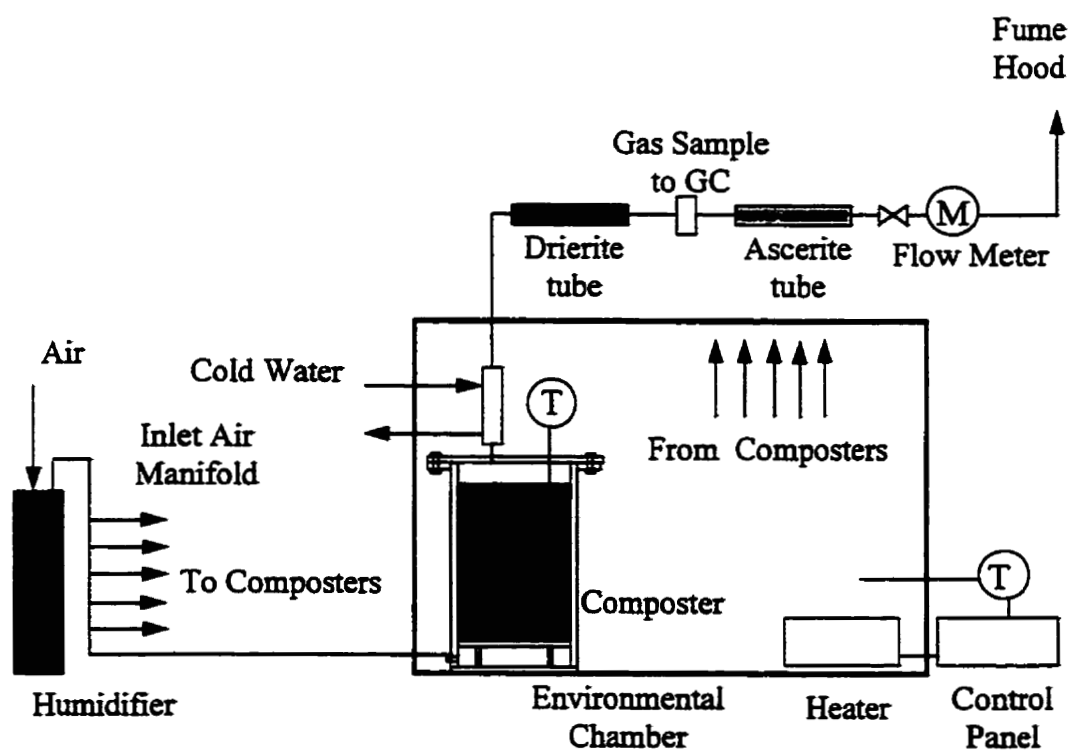 Fume
Hood
Gas Sample
to GC
M
Drierite
tube
Ascerite
tube
Flow Meter
Air
Cold Water
T
Inlet Air
Manifold
From Composters
To Composters
Composter
T
Humidifier
Environmental
Chamber
Heater
Control
Panel